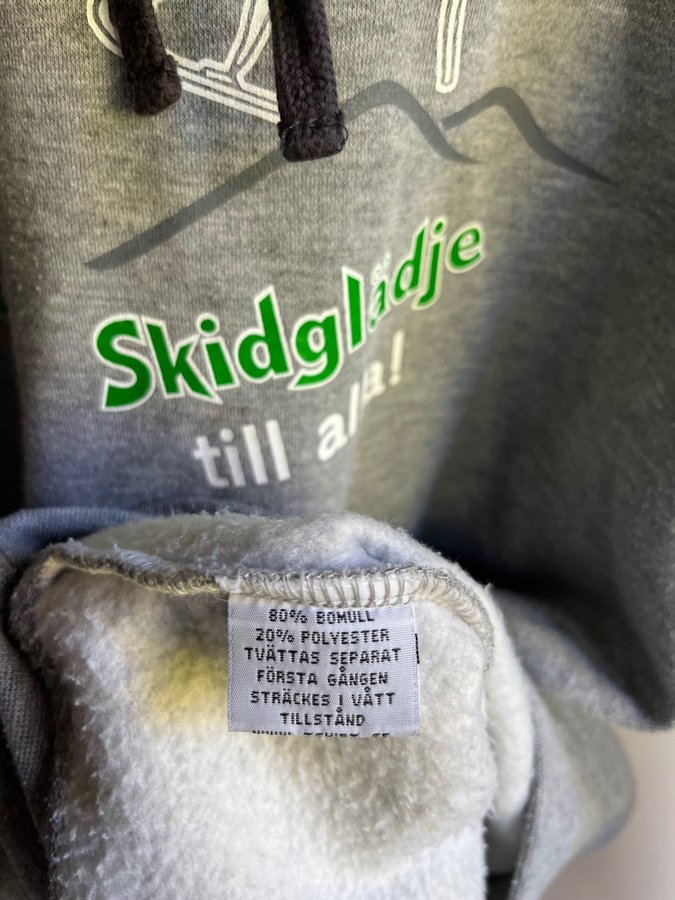 Skidglädje
till alla!
80% BOMULL
20% POLYESTER
TVÄTTAS SEPARAT
FÖRSTA GÅNGEN
STRÄCKES I VÅTT
TILLSTÅND